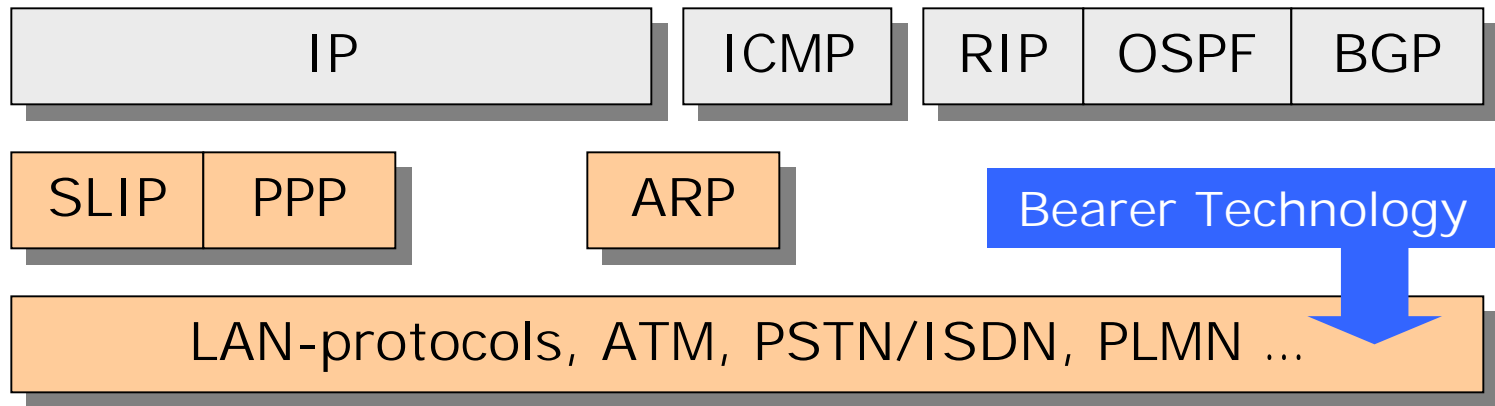 IP ICMP RIP OSPF BGP
SLIP PPP ARP Bearer Technology
LAN-protocols, ATM, PSTN/ISDN, PLMN ...